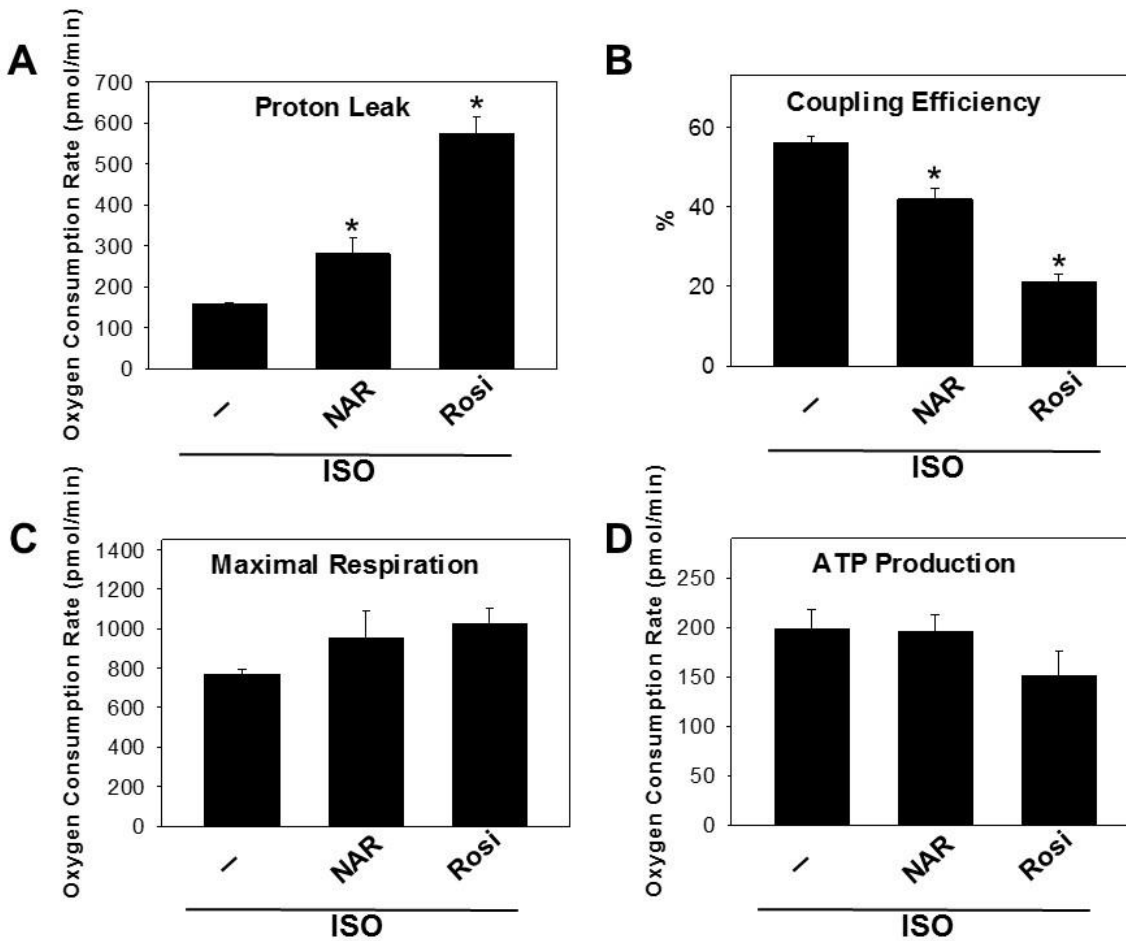 A
Proton Leak
Oxygen Consumption Rate (pmol/min)
700
600
500
400
300
200
100
0
*
*
–
NAR
Rosi
ISO
B
Coupling Efficiency
%
60
40
20
0
*
*
–
NAR
Rosi
ISO
C
Maximal Respiration
Oxygen Consumption Rate (pmol/min)
1400
1200
1000
800
600
400
200
0
–
NAR
Rosi
ISO
D
ATP Production
Oxygen Consumption Rate (pmol/min)
250
200
150
100
50
0
–
NAR
Rosi
ISO